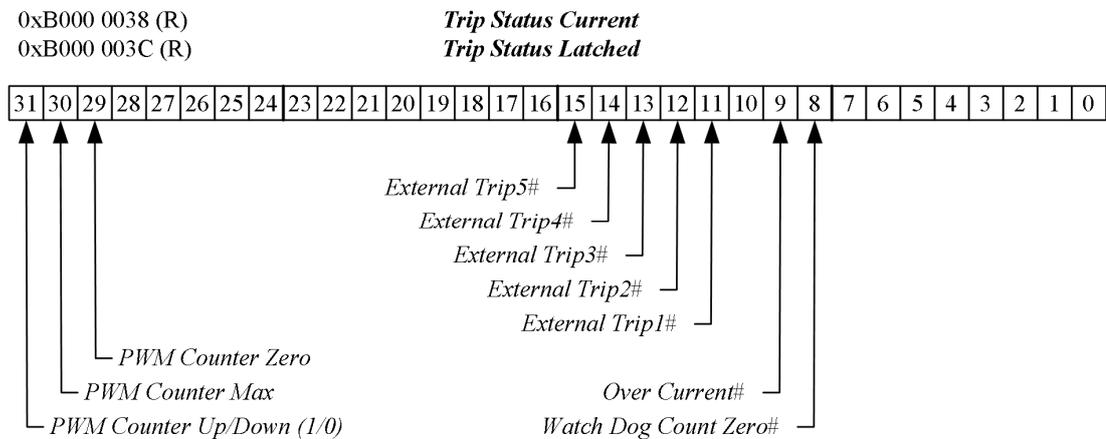 0xB000 0038 (R) Trip Status Current
0xB000 003C (R) Trip Status Latched
31 30 29 28 27 26 25 24 23 22 21 20 19 18 17 16 15 14 13 12 11 10 9 8 7 6 5 4 3 2 1 0
External Trip5#
External Trip4#
External Trip3#
External Trip2#
External Trip1#
PWM Counter Zero
PWM Counter Max Over Current#
PWM Counter Up/Down (1/0) Watch Dog Count Zero#